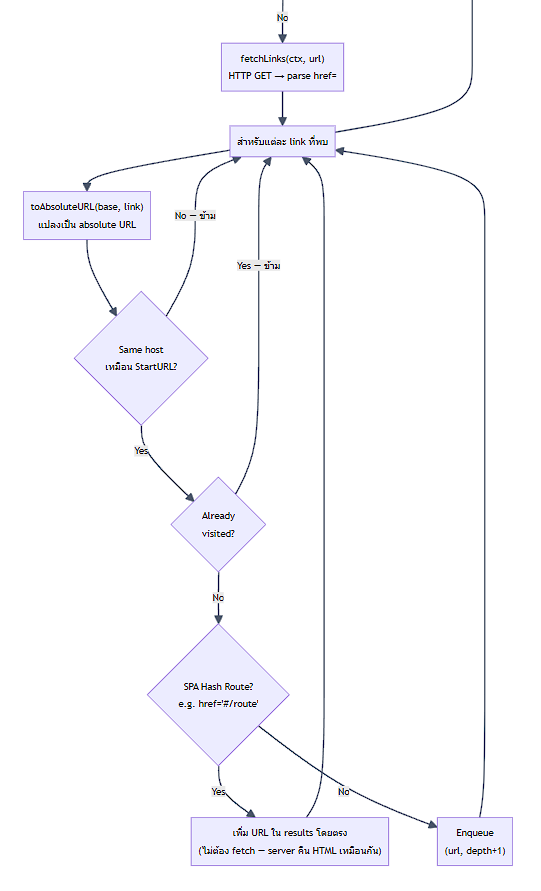 No
fetchLinks(ctx, url)
HTTP GET → parse href=
สำหรับแต่ละ link ที่พบ
toAbsoluteURL(base, link)
แปลงเป็น absolute URL
No — ข้าม
Yes — ข้าม
Same host
เหมือน StartURL?
Yes
Already
visited?
No
SPA Hash Route?
e.g. href='#/route'
Yes
No
เพิ่ม URL ใน results โดยตรง
(ไม่ต้อง fetch — server คืน HTML เหมือนกัน)
Enqueue
(url, depth+1)